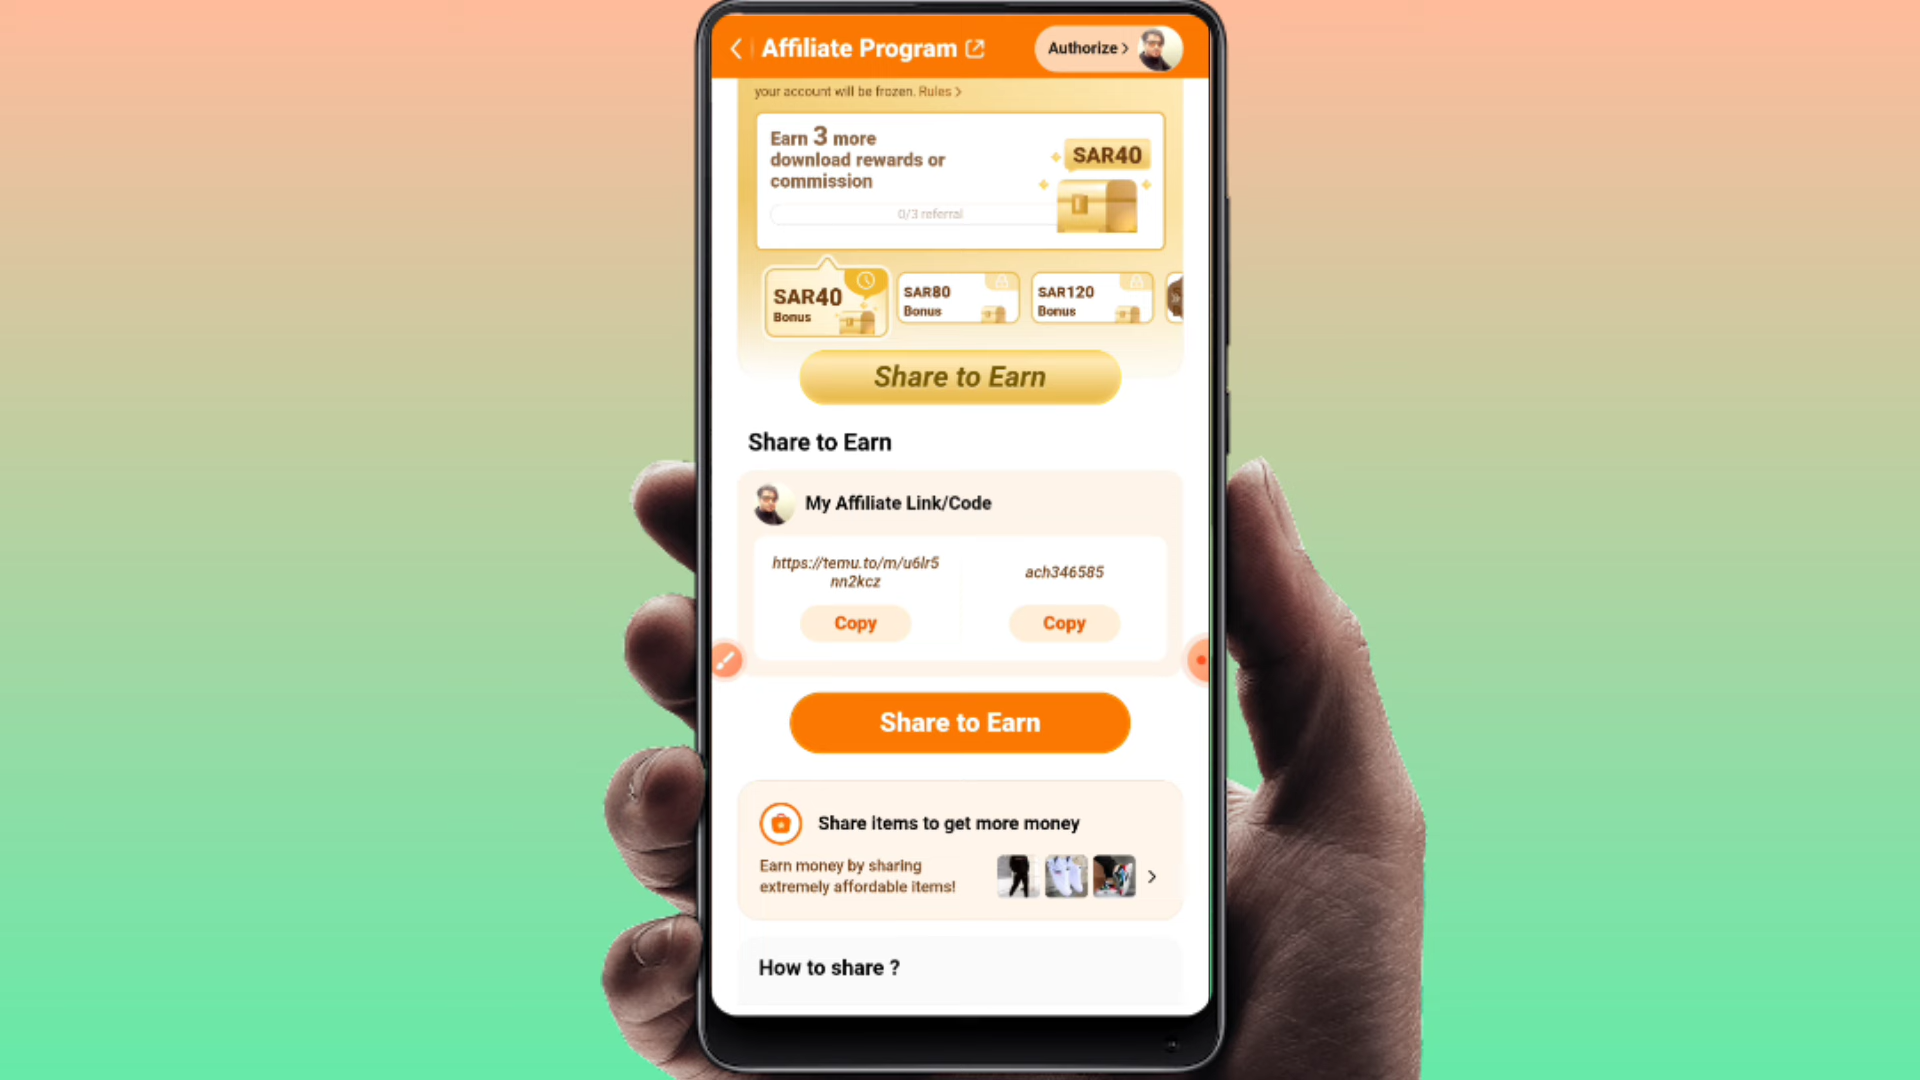 Affiliate Program
Authorize >
your account will be frozen. Rules >
Earn 3 more
download rewards or
commission
SAR40
0/3 referral
SAR40
Bonus
SAR80
Bonus
SAR120
Bonus
Share to Earn
Share to Earn
My Affiliate Link/Code
https://temu.to/m/u6lr5
nn2kcz
ach346585
Copy
Copy
Share to Earn
Share items to get more money
Earn money by sharing
extremely affordable items!
How to share ?